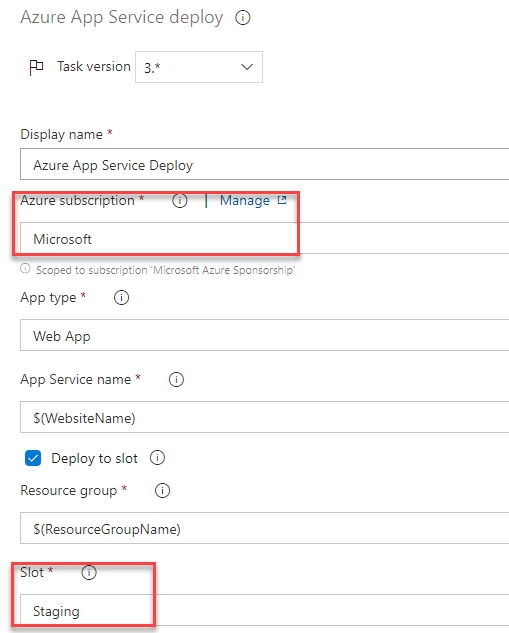 Azure App Service deploy
Task version 3.*
Display name *
Azure App Service Deploy
Azure subscription * | Manage
Microsoft
Scoped to subscription 'Microsoft Azure Sponsorship'
App type *
Web App
App Service name *
$(WebsiteName)
Deploy to slot
Resource group *
$(ResourceGroupName)
Slot *
Staging